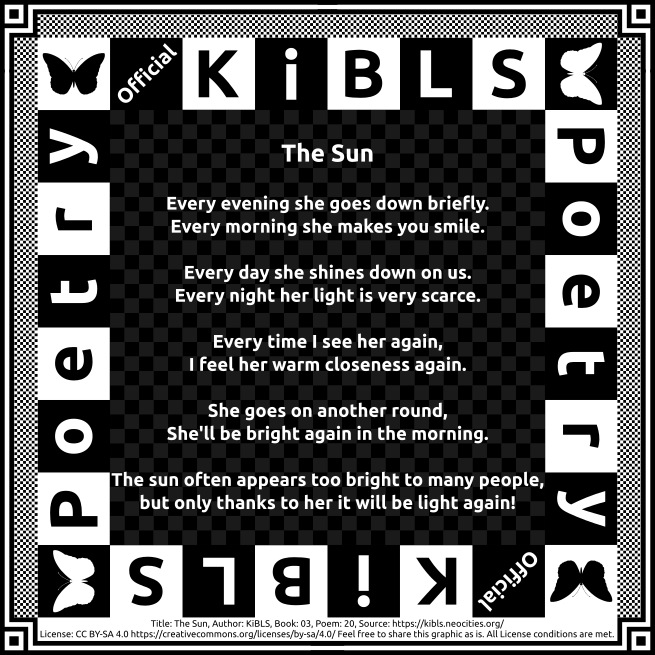 Official KiBLS
Poetry
Poetry
The Sun
Every evening she goes down briefly.
Every morning she makes you smile.
Every day she shines down on us.
Every night her light is very scarce.
Every time I see her again,
I feel her warm closeness again.
She goes on another round,
She'll be bright again in the morning.
The sun often appears too bright to many people,
but only thanks to her it will be light again!
Official KiBLS
Title: The Sun, Author: KiBLS, Book: 03, Poem: 20, Source: https://kibls.neocities.org/
License: CC BY-SA 4.0 https://creativecommons.org/licenses/by-sa/4.0/ Feel free to share this graphic as is. All License conditions are met.